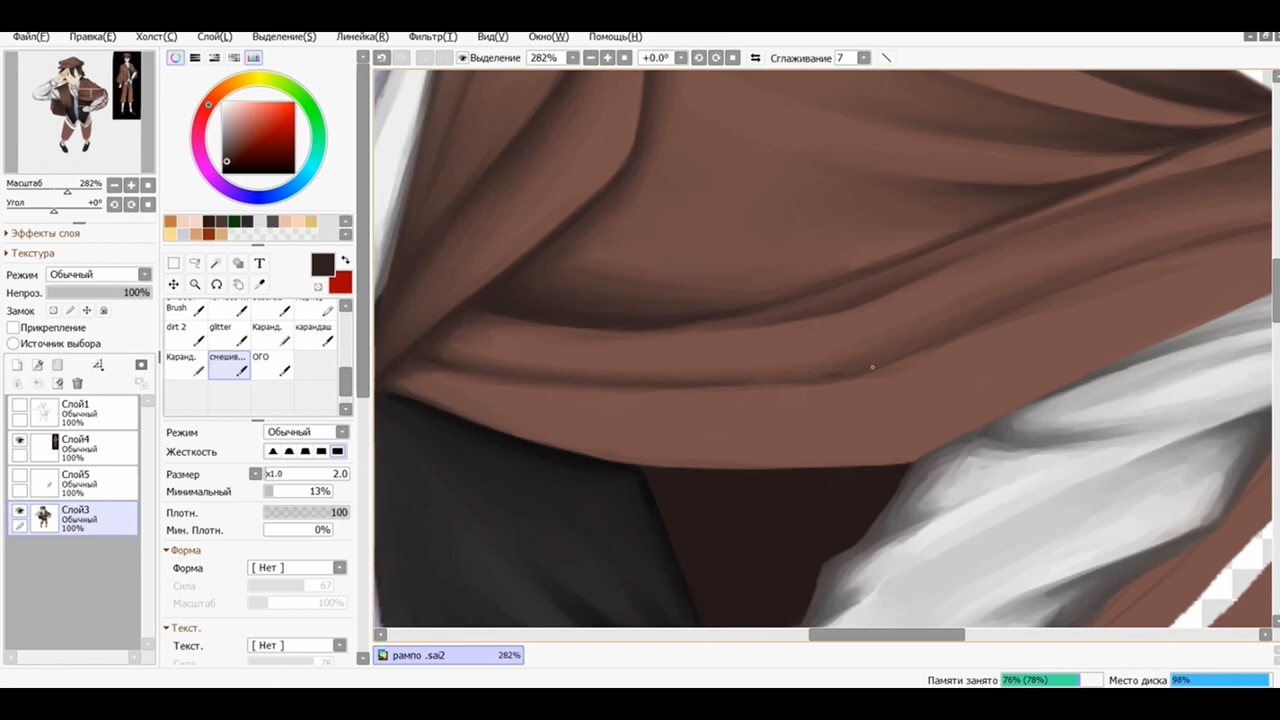 Файл(F) Правка(E) Холст(C) Слой(L) Выделение(S) Линейка(R) Фильтр(T) Вид(V) Окно(W) Помощь(H)
Выделение 282% +0.0° Сглаживание 7
Масштаб 282%
Угол +0°
Эффекты слоя
Текстура
Режим Обычный
Непроз. 100%
Замок
Прикрепление
Источник выбора
Слой1
Обычный
100%
Слой4
Обычный
100%
Слой5
Обычный
100%
Слой3
Обычный
100%
T
Brush
dirt 2 glitter Каранд. карандаш
Каранд. смешив... ОГО
Режим Обычный
Жесткость
Размер x1.0 2.0
Минимальный 13%
Плотн. 100
Мин. Плотн. 0%
Форма
Форма [ Нет ]
Сила 67
Масштаб 100%
Текст.
Текст. [ Нет ]
Сила 78
рампо .sai2 282%
Памяти занято 76% (78%) Место диска 98%